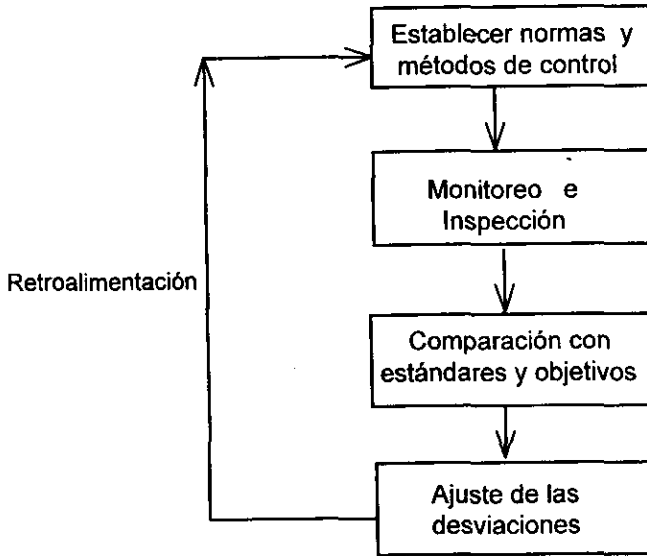 Establecer normas y
métodos de control
Monitoreo e
Inspección
Retroalimentación
Comparación con
estándares y objetivos
Ajuste de las
desviaciones